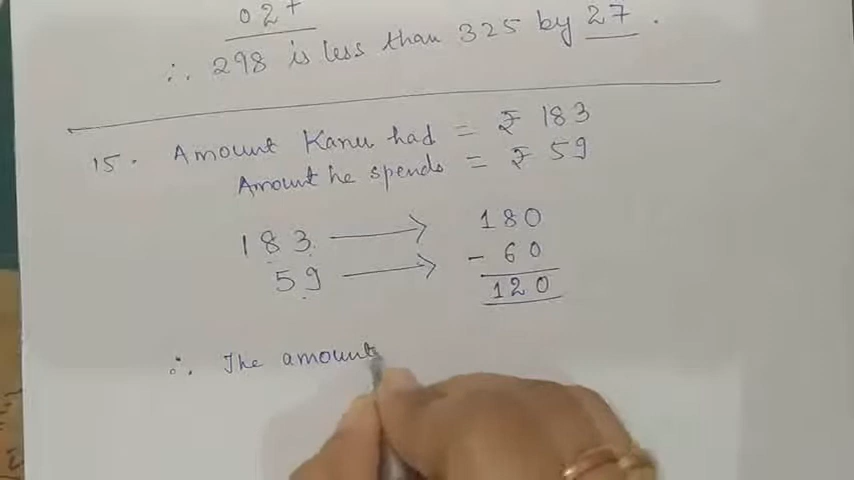 027
∴ 298 is less than 325 by 27 .
15. Amount Kanu had = ₹ 183
Amount he spends = ₹ 59
183 → 180
59 → - 60
120
∴ The amount